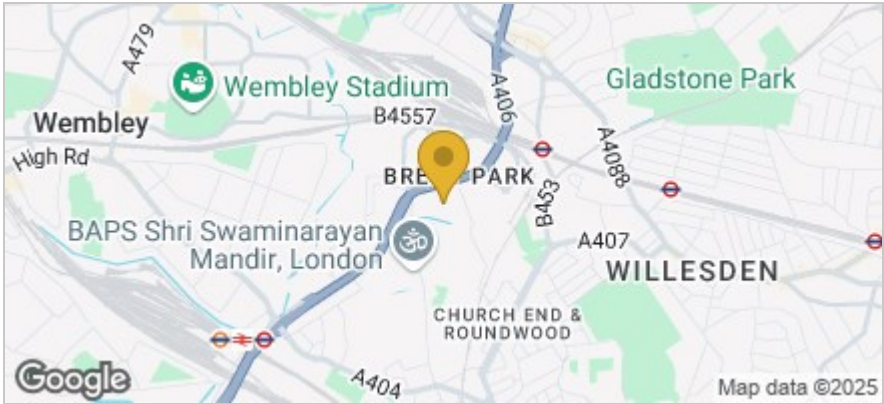 A479
Wembley Stadium
A406
Gladstone Park
Wembley
B4557
High Rd
A4088
BRE PARK
B453
BAPS Shri Swaminarayan
Mandir, London
A407
WILLESDEN
CHURCH END &
ROUNDWOOD
A404
Google
Map data ©2025